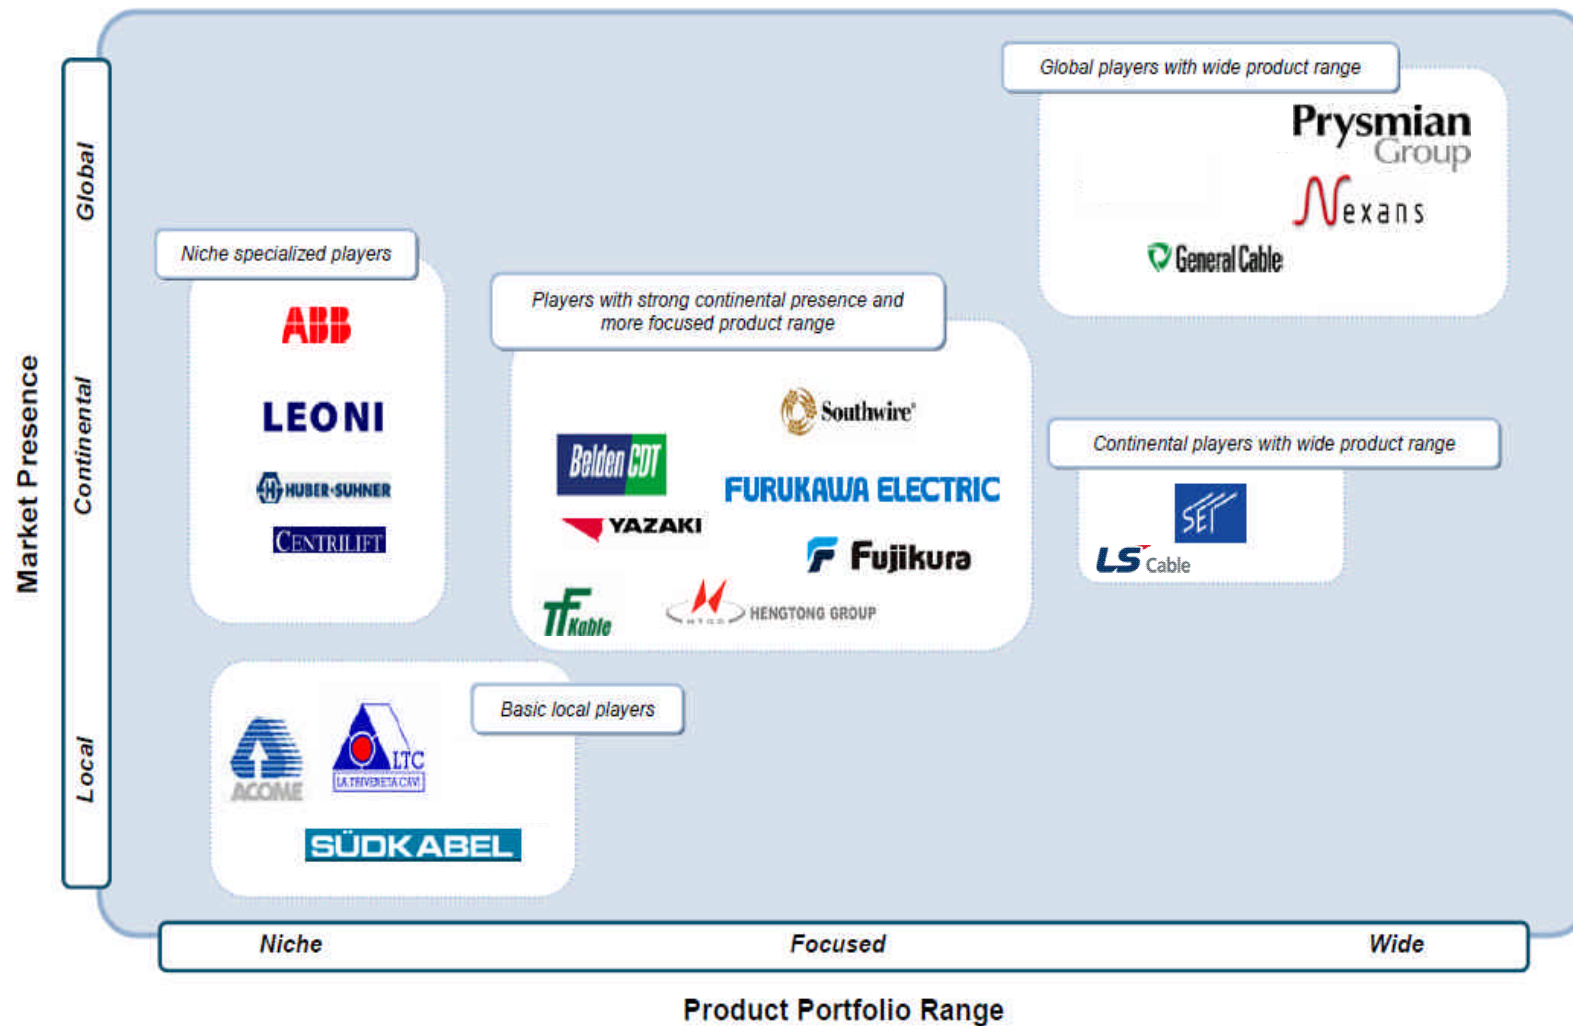 Global players with wide product range
Prysmian
Group
Nexans
General Cable
Niche specialized players
ABB
LEONI
HUBER+SUHNER
CENTRILIFT
Players with strong continental presence and
more focused product range
Southwire®
Belden CDT
FURUKAWA ELECTRIC
YAZAKI
Fujikura
TF
Kable
HTGD
HENGTONG GROUP
Continental players with wide product range
SEI
LS Cable
Basic local players
ACOME
LTC
LA TRIVENETA CAVI
SÜDKABEL
Market Presence
Global
Continental
Local
Niche
Focused
Wide
Product Portfolio Range